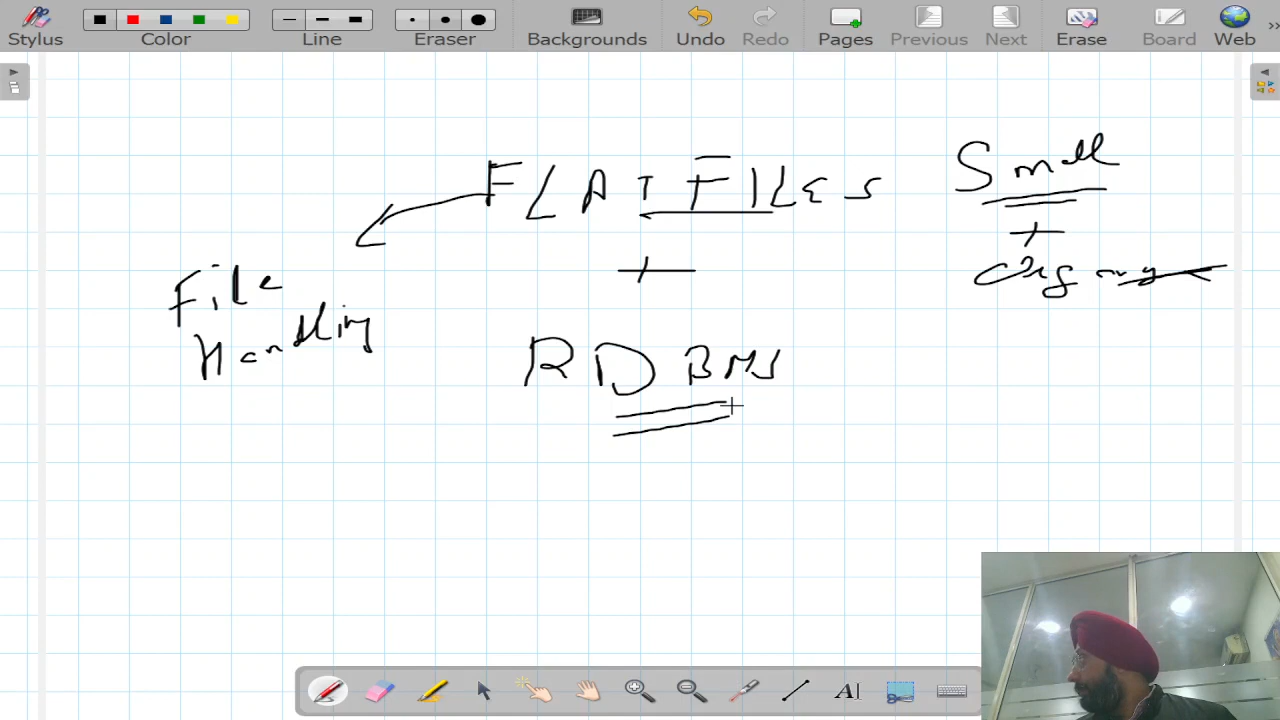 Stylus Color Line Eraser Backgrounds Undo Redo Pages Previous Next Erase Board Web
FLAT FILES
Small
+
+
File
Handling
RDBMS
A